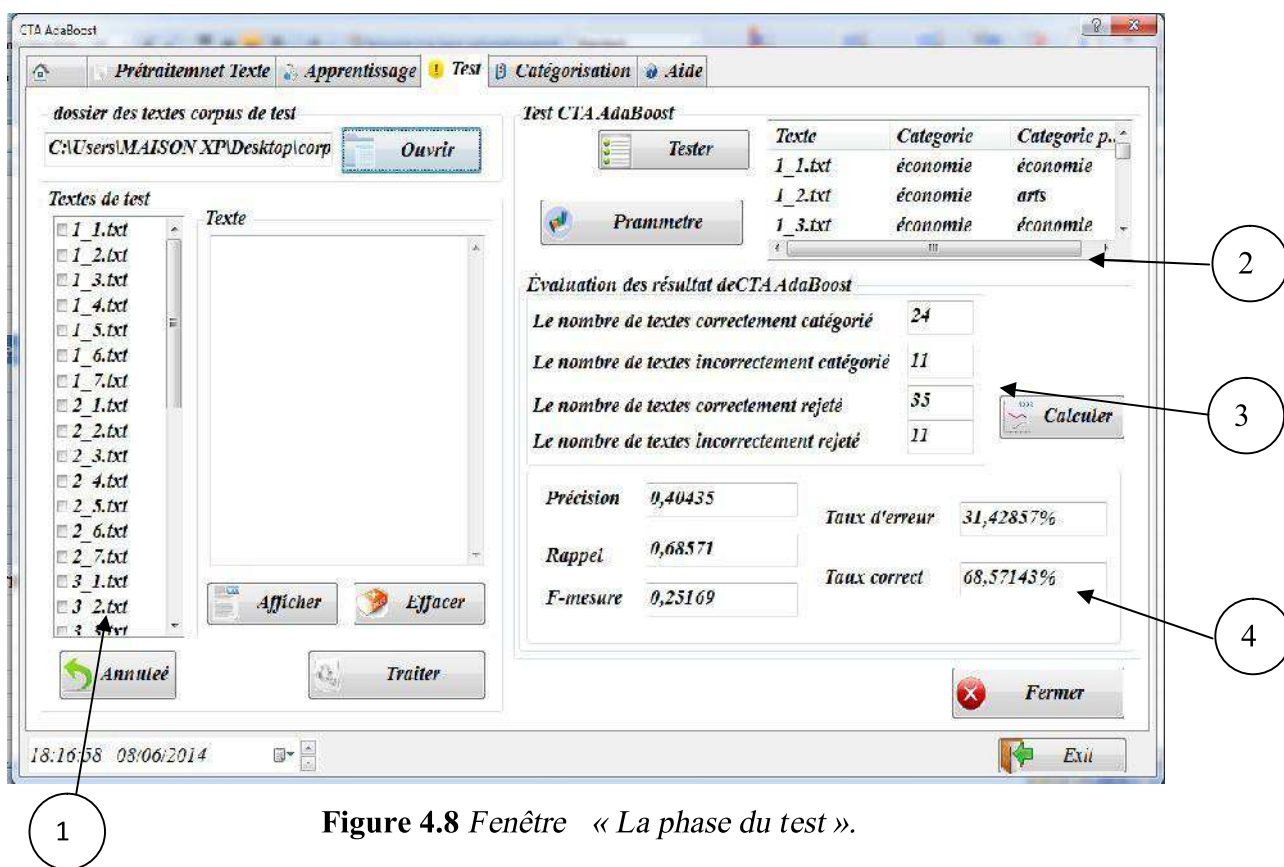 CTA AdaBoost
Prétraitemnet Texte Apprentissage Test Catégorisation Aide
dossier des textes corpus de test
C:\Users\MAISON XP\Desktop\corp Ouvrir
Textes de test
1_1.txt
1_2.txt
1_3.txt
1_4.txt
1_5.txt
1_6.txt
1_7.txt
2_1.txt
2_2.txt
2_3.txt
2_4.txt
2_5.txt
2_6.txt
2_7.txt
3_1.txt
3_2.txt
3_3.txt
Texte
Afficher Effacer
Annuleé Traiter
Test CTA AdaBoost
Tester
Prammetre
Texte Categorie Categorie p..
1_1.txt économie économie
1_2.txt économie arts
1_3.txt économie économie
Évaluation des résultat deCTA AdaBoost
Le nombre de textes correctement catégorié 24
Le nombre de textes incorrectement catégorié 11
Le nombre de textes correctement rejeté 35
Le nombre de textes incorrectement rejeté 11
Calculer
Précision 0,40435
Rappel 0,68571
F-mesure 0,25169
Taux d'erreur 31,42857%
Taux correct 68,57143%
Fermer
18:16:58 08/06/2014
Exit
1
2
3
4
Figure 4.8 Fenêtre « La phase du test ».